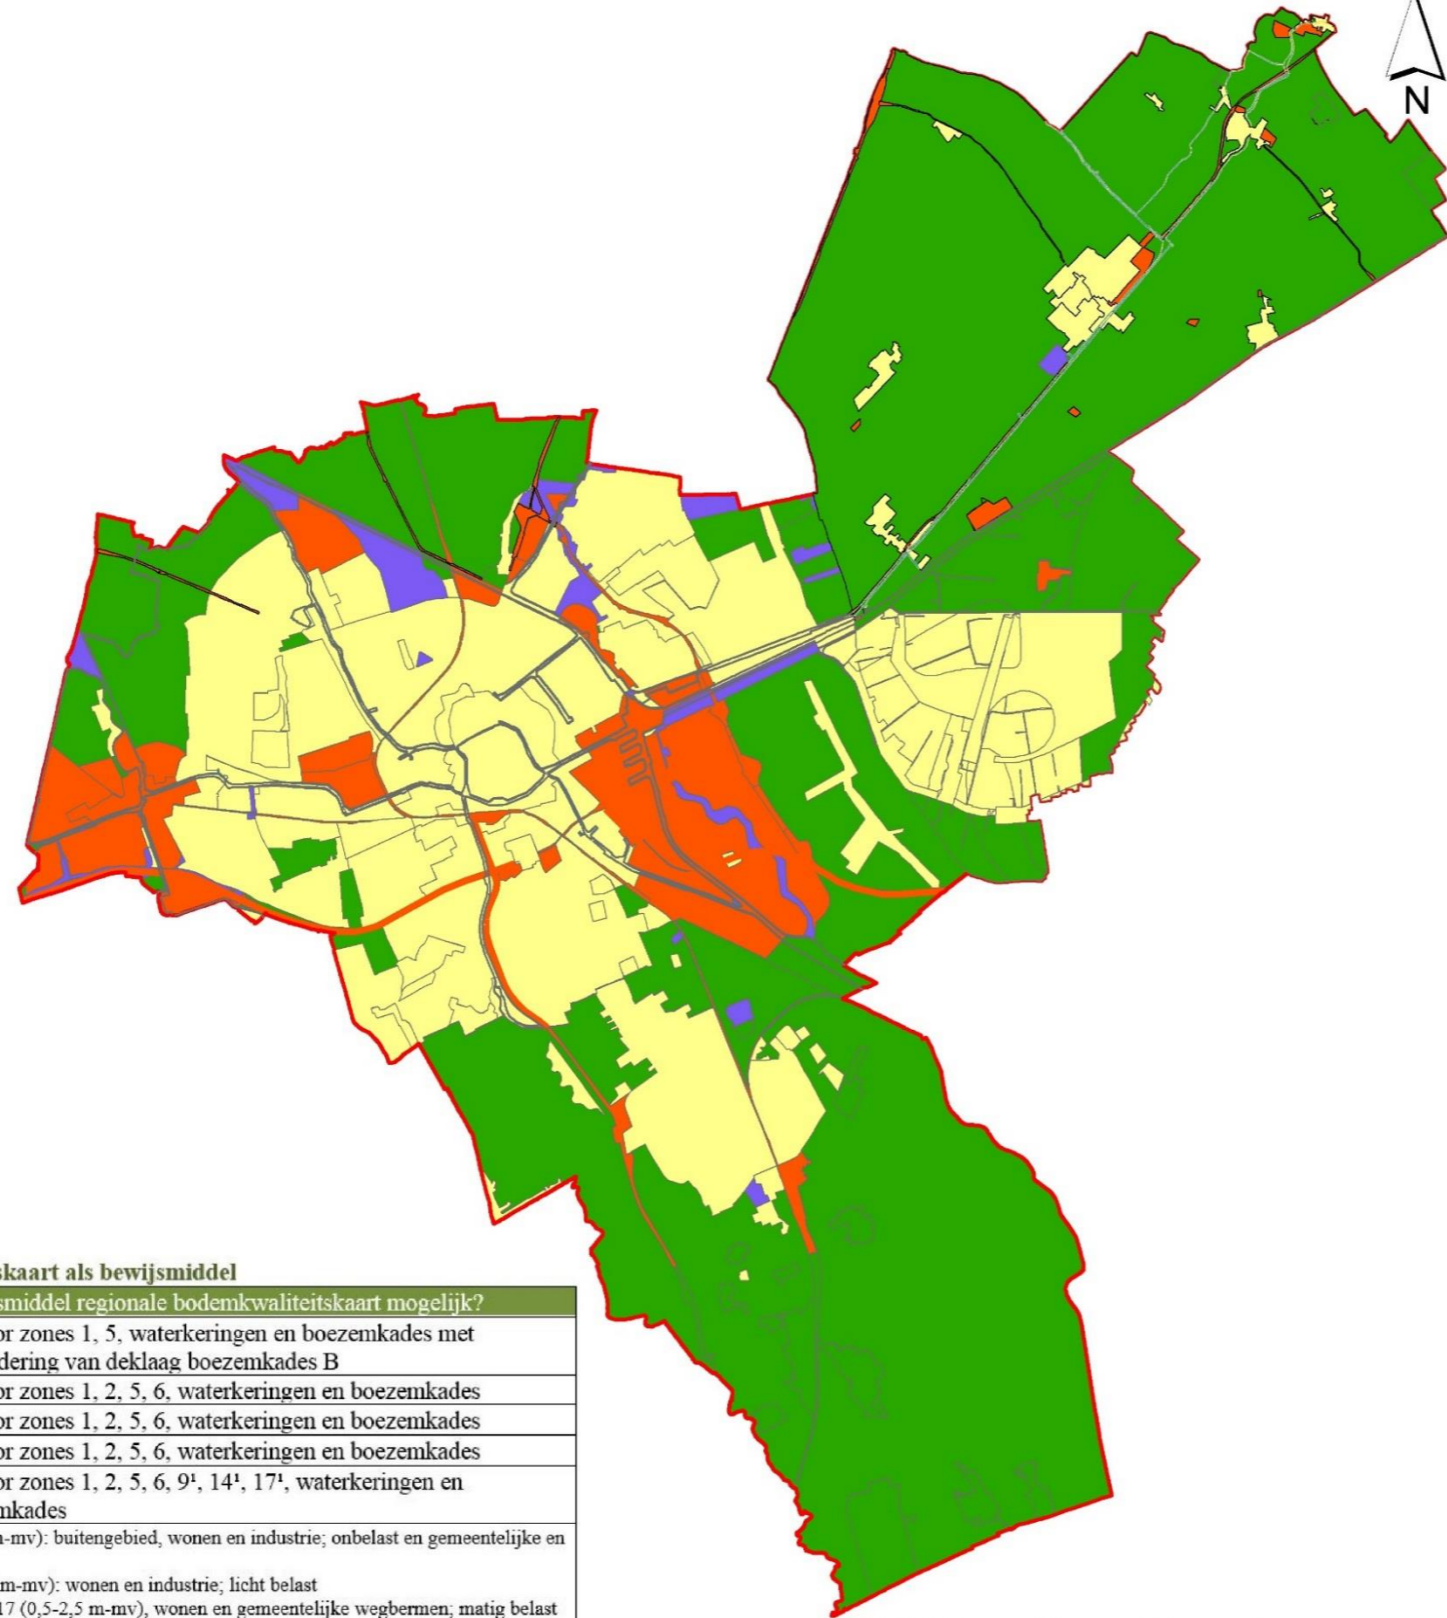 N
skaart als bewijsmiddel
smiddel regionale bodemkwaliteitskaart mogelijk?
or zones 1, 5, waterkeringen en boezemkades met
dering van deklaag boezemkades B
or zones 1, 2, 5, 6, waterkeringen en boezemkades
or zones 1, 2, 5, 6, waterkeringen en boezemkades
or zones 1, 2, 5, 6, waterkeringen en boezemkades
or zones 1, 2, 5, 6, 9¹, 14¹, 17¹, waterkeringen en
mkades
n-mv): buitengebied, wonen en industrie; onbelast en gemeentelijke en
m-mv): wonen en industrie; licht belast
17 (0,5-2,5 m-mv), wonen en gemeentelijke wegbermen; matig belast